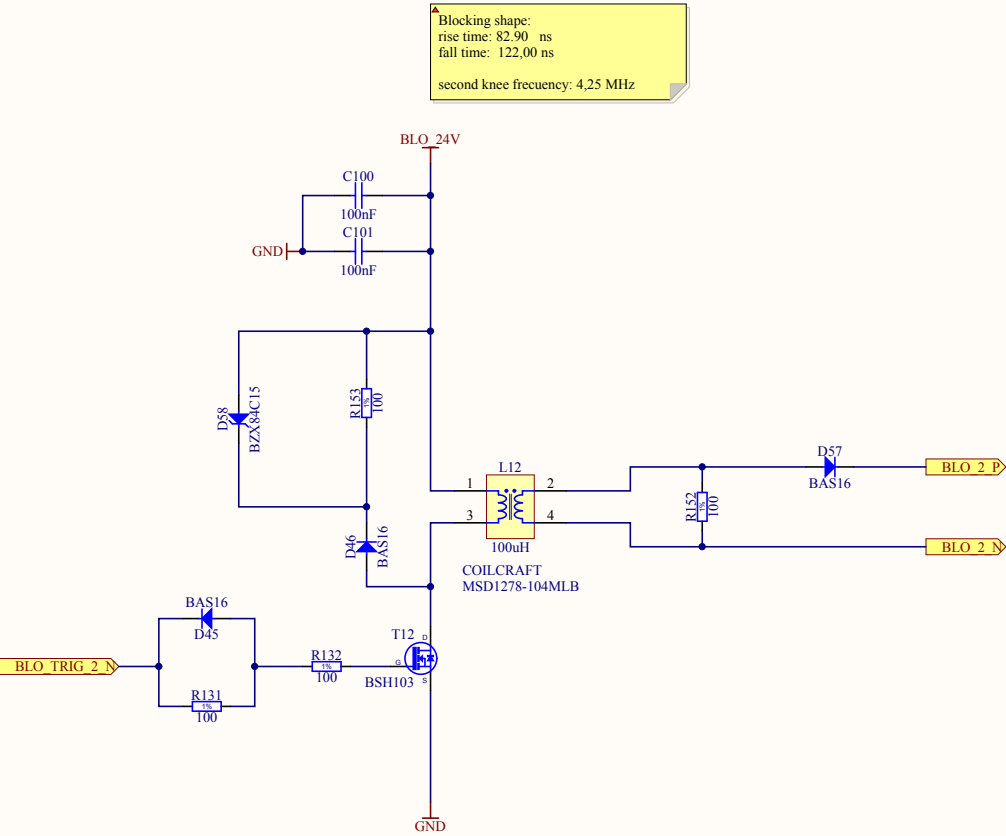 Blocking shape:
rise time: 82.90 ns
fall time: 122,00 ns
second knee frecuency: 4,25 MHz
BLO_24V
C100
100nF
C101
GND
100nF
D58
BZX84C15
R153
1%
100
D57
BLO_2_P
BAS16
L12
1
2
3
4
R152
1%
100
100uH
BLO_2_N
D46
BAS16
COILCRAFT
MSD1278-104MLB
BAS16
D45
T12
D
G
S
BSH103
BLO_TRIG_2_N
R132
1%
100
R131
1%
100
GND